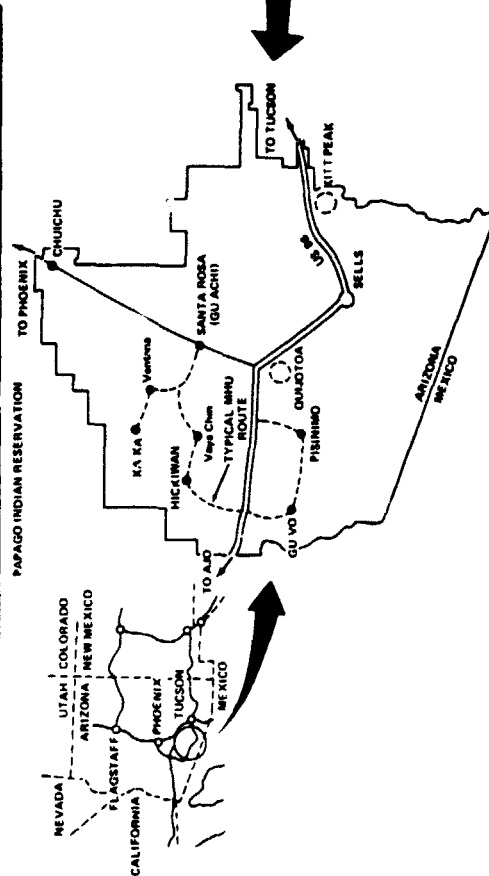 PAPAGO INDIAN RESERVATION
NEVADA
UTAH
COLORADO
ARIZONA
NEW MEXICO
FLAGSTAFF
CALIFORNIA
PHOENIX
TUCSON
MEXICO
TO PHOENIX
CHUICHU
KA KA
Ventana
SANTA ROSA
(GU ACHI)
HICKIWAN
Vaya Chin
TYPICAL MHU
ROUTE
TO AJO
QUIJOTOA
PISINIMO
GU VO
TO TUCSON
KITT PEAK
SELLS
ARIZONA
MEXICO